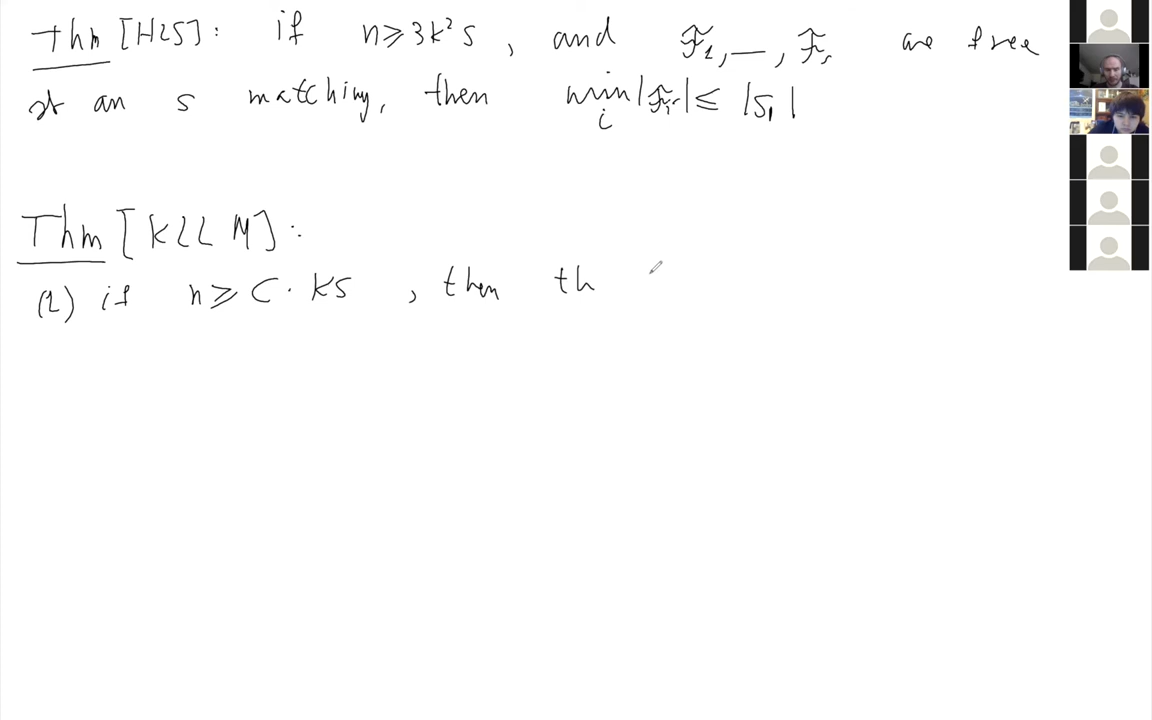 Thm [HLS]: if n ⩾ 3k²s, and ℱ₁, —, ℱₛ are free
of an s matching, then min_i |ℱᵢ| ≤ |S₁|
Thm [KLLM]:
(1) if n ⩾ C · ks, then th